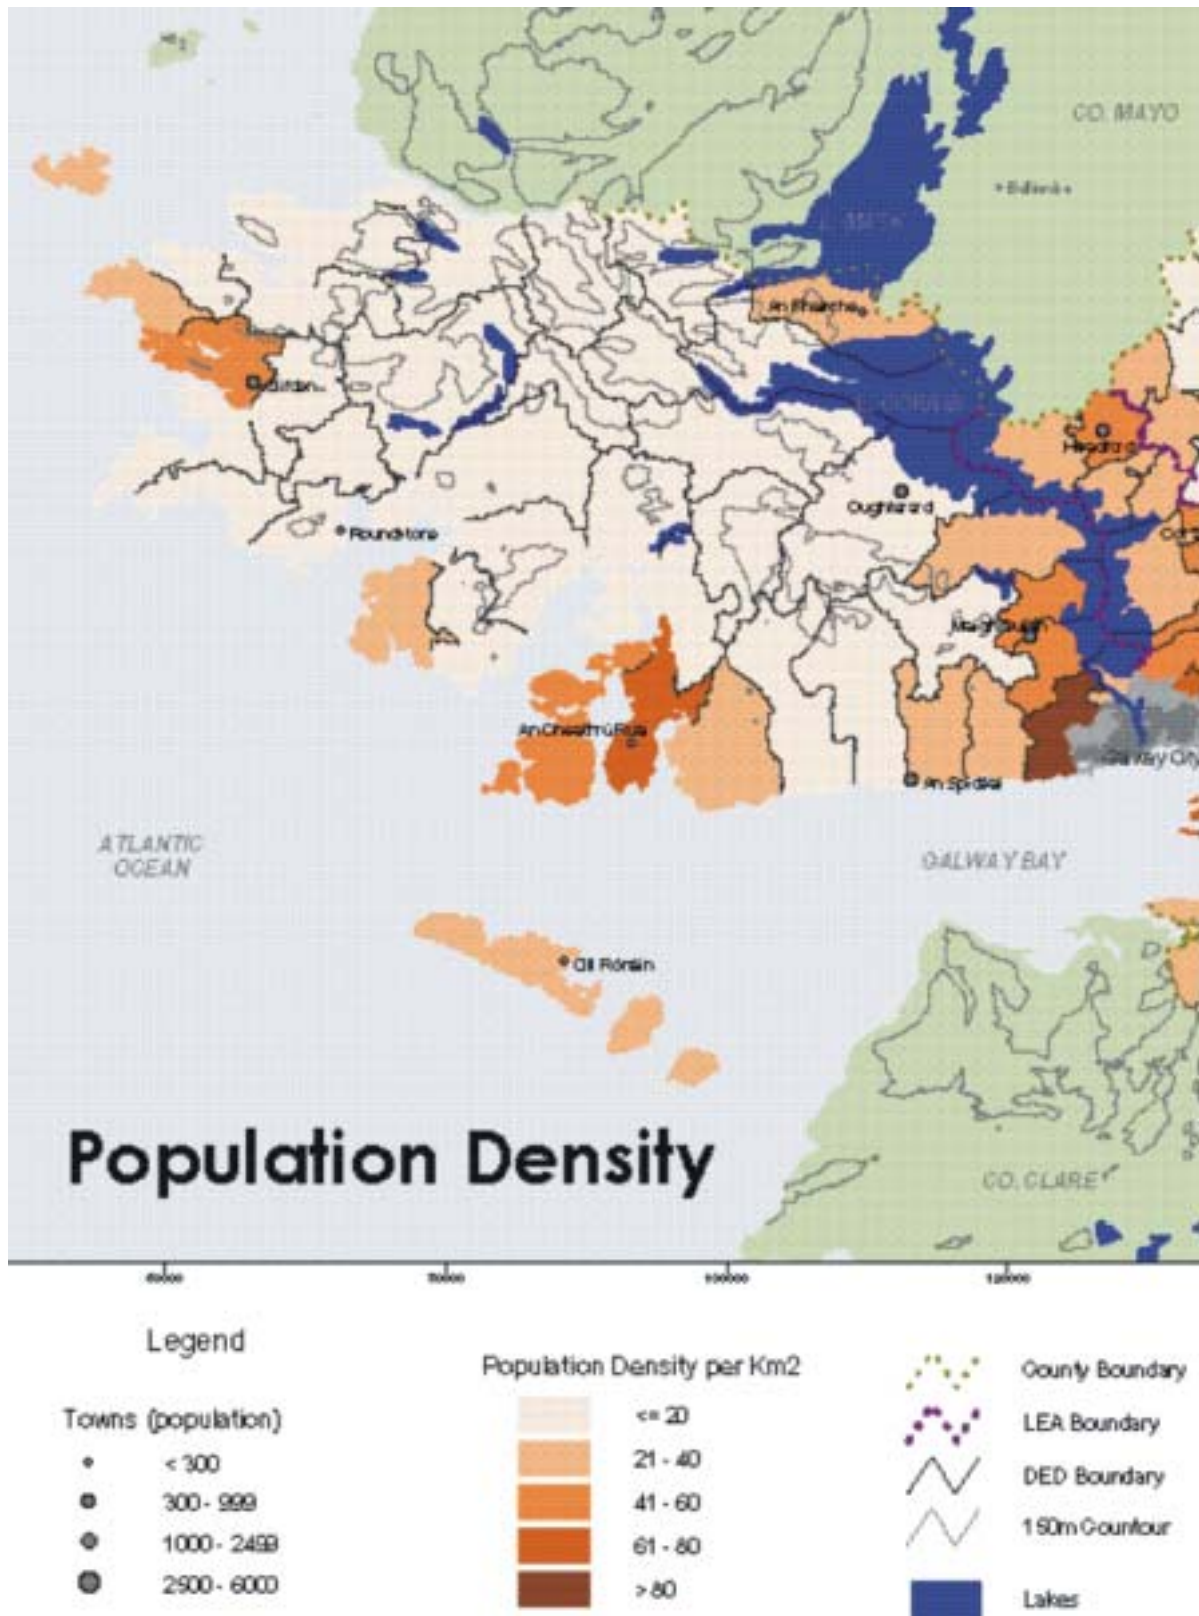 CO. MAYO
An Fhairche
Headford
Oughterard
Roundstone
An Cheathrú Rua
An Spidéal
Galway City
ATLANTIC
OCEAN
GALWAY BAY
Cill Rónáin
Population Density
CO. CLARE
100000
120000
Legend
Towns (population)
< 300
300 - 999
1000 - 2499
2500 - 6000
Population Density per Km2
<= 20
21 - 40
41 - 60
61 - 80
> 80
County Boundary
LEA Boundary
DED Boundary
150m Countour
Lakes